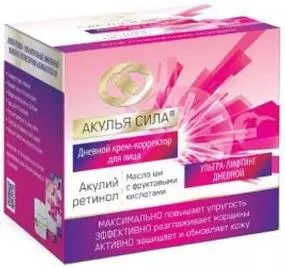 АКУЛЬЯ СИЛА®
Дневной крем-корректор
для лица
УЛЬТРА-ЛИФТИНГ
ДНЕВНОЙ
Акулий
ретинол
Масло ши
с фруктовыми
кислотами
МАКСИМАЛЬНО повышает упругость
ЭФФЕКТИВНО разглаживает морщины
АКТИВНО защищает и обновляет кожу